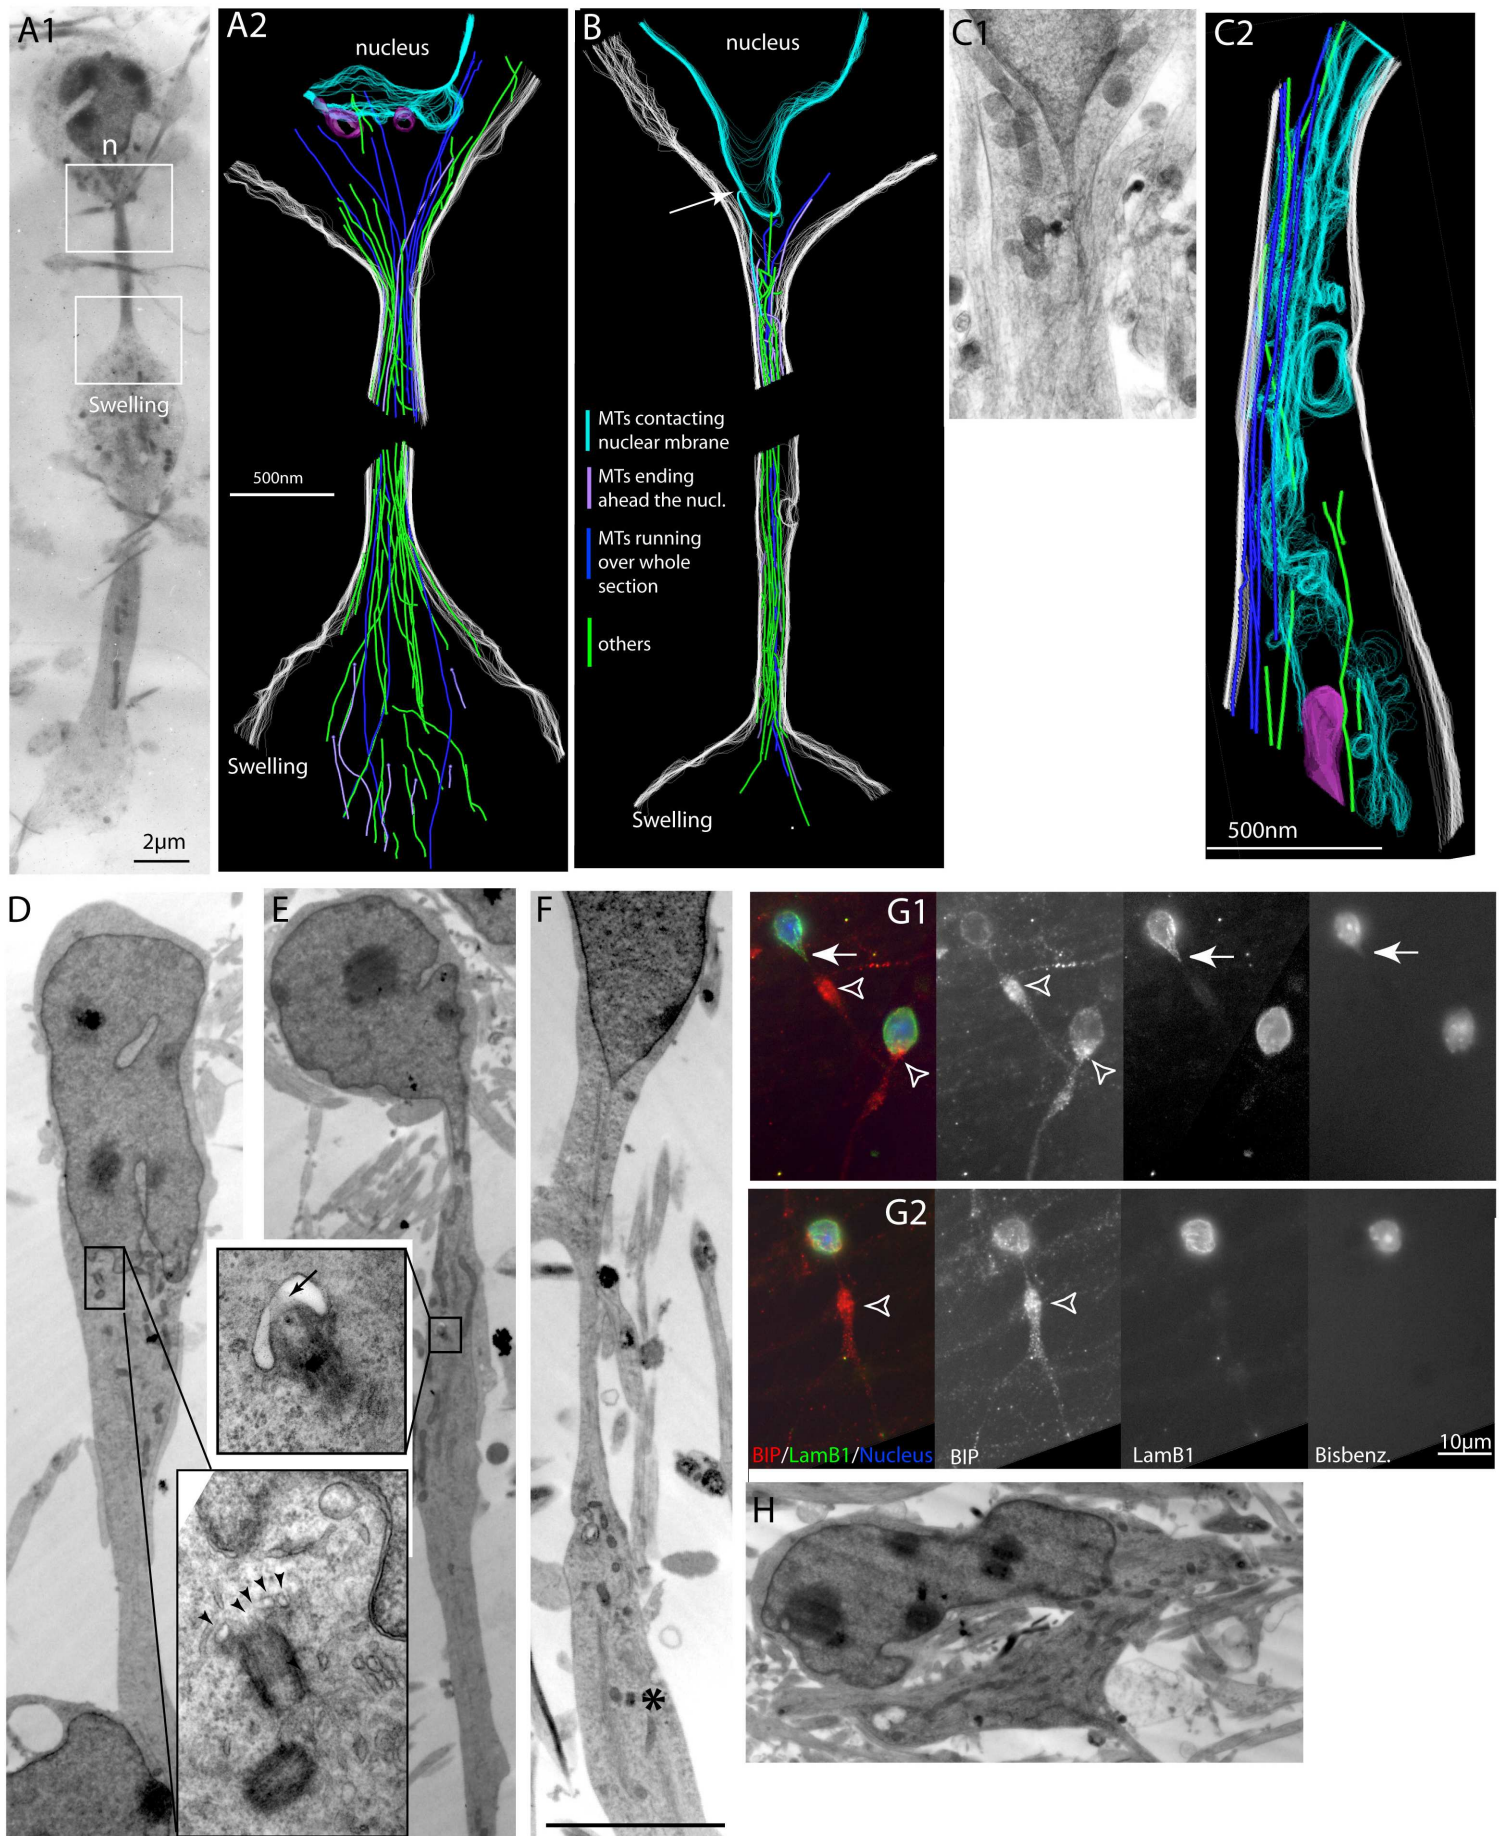 A1
n
Swelling
2µm
A2
nucleus
500nm
Swelling
B
nucleus
MTs contacting
nuclear mbrane
MTs ending
ahead the nucl.
MTs running
over whole
section
others
Swelling
C1
C2
500nm
D
E
F
*
G1
G2
BIP/LamB1/Nucleus
BIP
LamB1
Bisbenz.
10µm
H